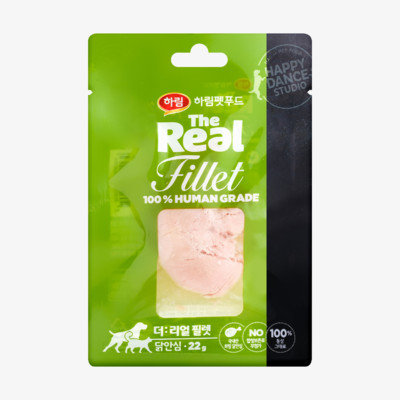 하림 하림펫푸드
HAPPY DANCE STUDIO
The
Real
Fillet
100% HUMAN GRADE
더:리얼 필렛
닭안심 · 22g
NO
100%